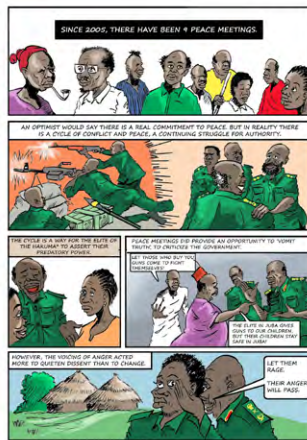 SINCE 2005, THERE HAVE BEEN 9 PEACE MEETINGS.
AN OPTIMIST WOULD SAY THERE IS A REAL COMMITMENT TO PEACE. BUT IN REALITY THERE
IS A CYCLE OF CONFLICT AND PEACE, A CONTINUING STRUGGLE FOR AUTHORITY.
THE CYCLE IS A WAY FOR THE ELITE OF
THE HAKUMA* TO ASSERT THEIR
PREDATORY POWER.
PEACE MEETINGS DID PROVIDE AN OPPORTUNITY TO 'VOMIT
TRUTH', TO CRITICISE THE GOVERNMENT.
LET THOSE WHO BUY THE
GUNS COME TO FIGHT
THEMSELVES!
THE ELITE IN JUBA GIVES
GUNS TO OUR CHILDREN,
BUT THEIR CHILDREN STAY
SAFE IN JUBA!
HOWEVER, THE VOICING OF ANGER ACTED
MORE TO QUIETEN DISSENT THAN TO CHANGE.
LET THEM
RAGE.
THEIR ANGER
WILL PASS.